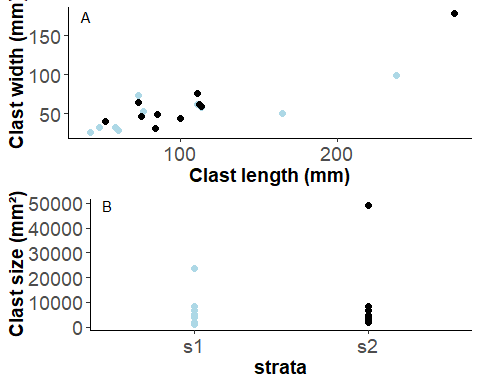 A
Clast width (mm)
150
100
50
100
200
Clast length (mm)
B
Clast size (mm²)
50000
40000
30000
20000
10000
0
s1
s2
strata